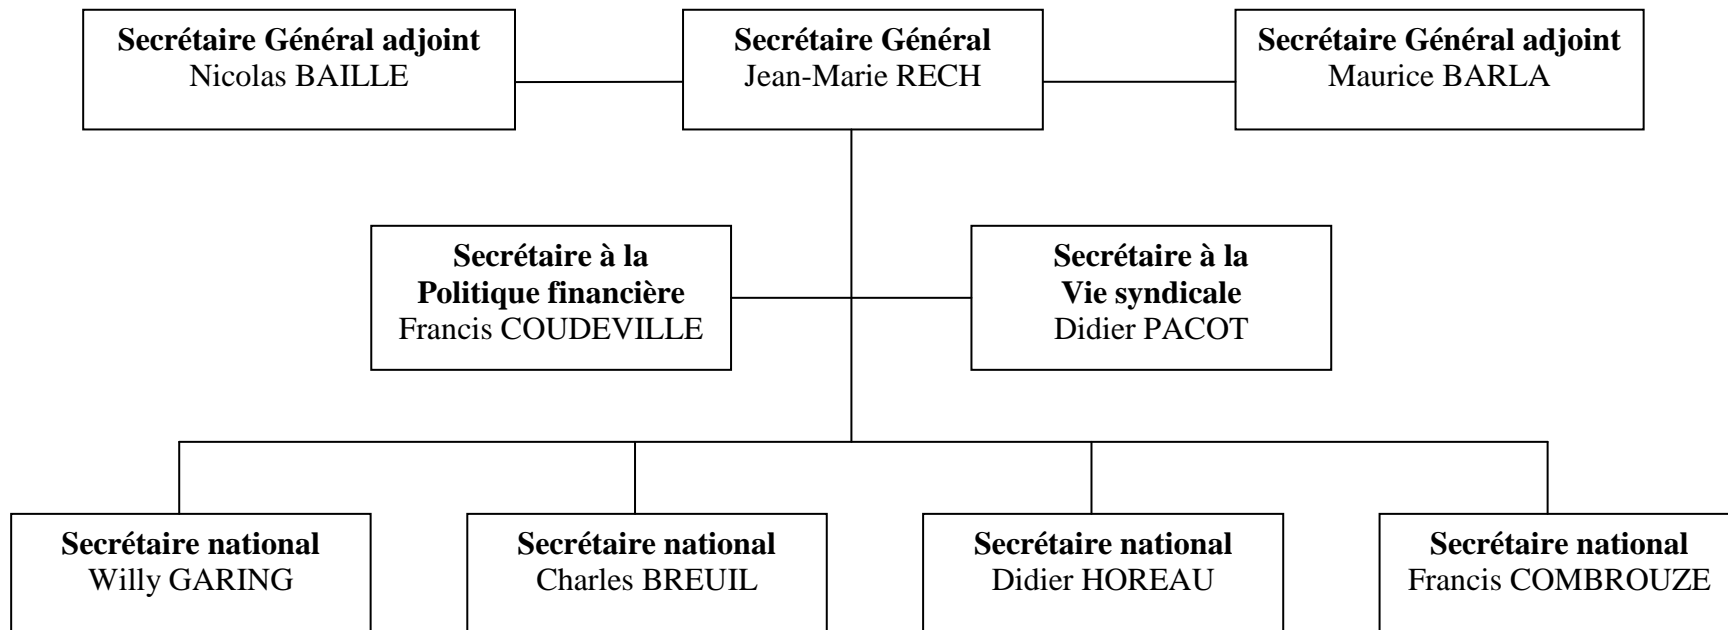 Secrétaire Général adjoint
Nicolas BAILLE
Secrétaire Général
Jean-Marie RECH
Secrétaire Général adjoint
Maurice BARLA
Secrétaire à la
Politique financière
Francis COUDEVILLE
Secrétaire à la
Vie syndicale
Didier PACOT
Secrétaire national
Willy GARING
Secrétaire national
Charles BREUIL
Secrétaire national
Didier HOREAU
Secrétaire national
Francis COMBROUZE